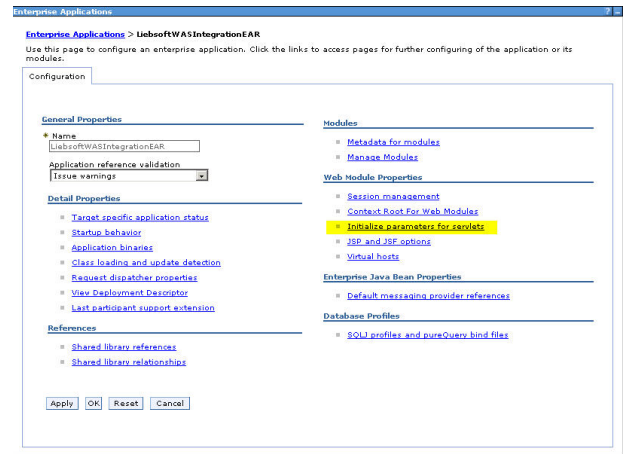 Enterprise Applications ? _
Enterprise Applications > LiebsoftWASIntegrationEAR
Use this page to configure an enterprise application. Click the links to access pages for further configuring of the application or its
modules.
Configuration
General Properties
* Name
LiebsoftWASIntegrationEAR
Application reference validation
Issue warnings
Detail Properties
Target specific application status
Startup behavior
Application binaries
Class loading and update detection
Request dispatcher properties
View Deployment Descriptor
Last participant support extension
References
Shared library references
Shared library relationships
Modules
Metadata for modules
Manage Modules
Web Module Properties
Session management
Context Root For Web Modules
Initialize parameters for servlets
JSP and JSF options
Virtual hosts
Enterprise Java Bean Properties
Default messaging provider references
Database Profiles
SQLJ profiles and pureQuery bind files
Apply OK Reset Cancel